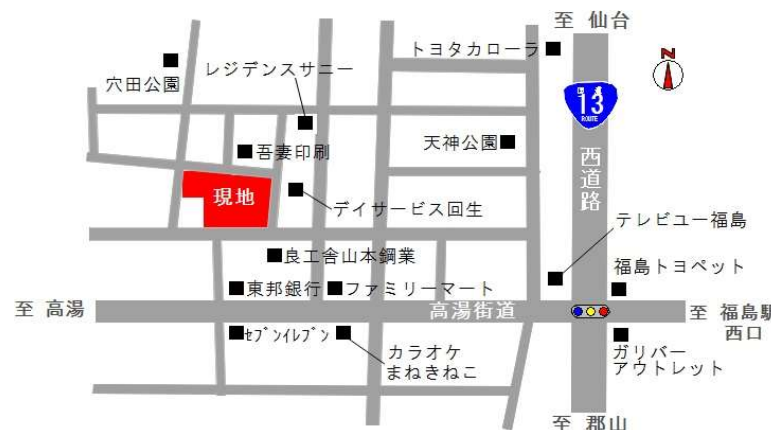 至 仙台
トヨタカローラ
N
レジデンスサニー
穴田公園
国道
13
ROUTE
吾妻印刷
天神公園
西道路
現地
デイサービス回生
テレビュー福島
良工舎山本鋼業
福島トヨペット
東邦銀行
ファミリーマート
至 高湯
高湯街道
至 福島駅
西口
セブンイレブン
カラオケ
まねきねこ
ガリバー
アウトレット
至 郡山